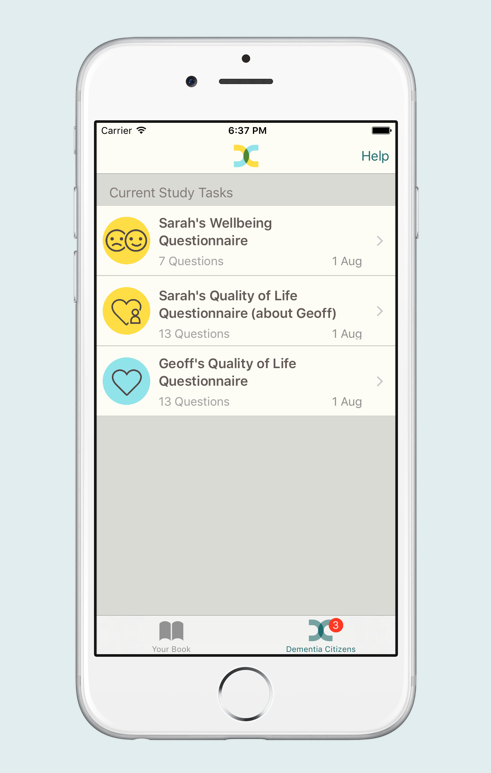 Carrier 6:37 PM
Help
Current Study Tasks
Sarah's Wellbeing
Questionnaire
7 Questions 1 Aug
Sarah's Quality of Life
Questionnaire (about Geoff)
13 Questions 1 Aug
Geoff's Quality of Life
Questionnaire
13 Questions 1 Aug
3
Your Book Dementia Citizens